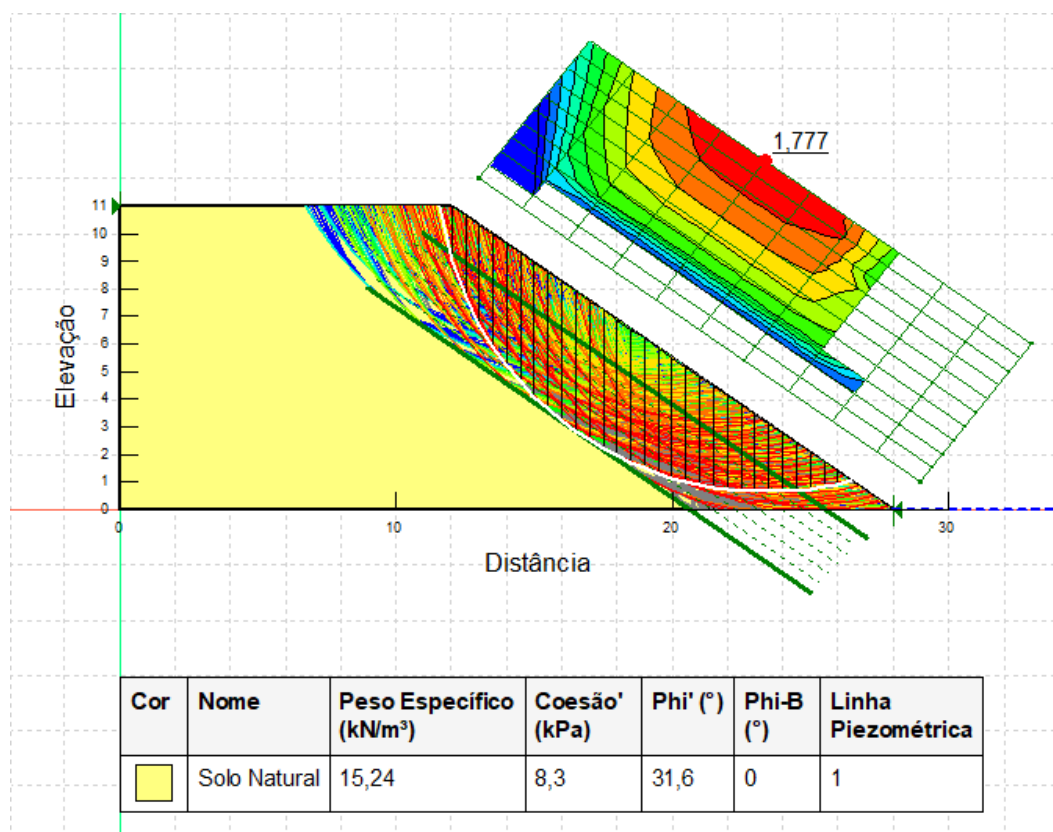 1,777
11
10
9
8
7
6
5
4
3
2
1
0
Elevação
0 10 20 30
Distância
Cor Nome Peso Específico Coesão' Phi' (°) Phi-B Linha
(kN/m³) (kPa) (°) Piezométrica
Solo Natural 15,24 8,3 31,6 0 1